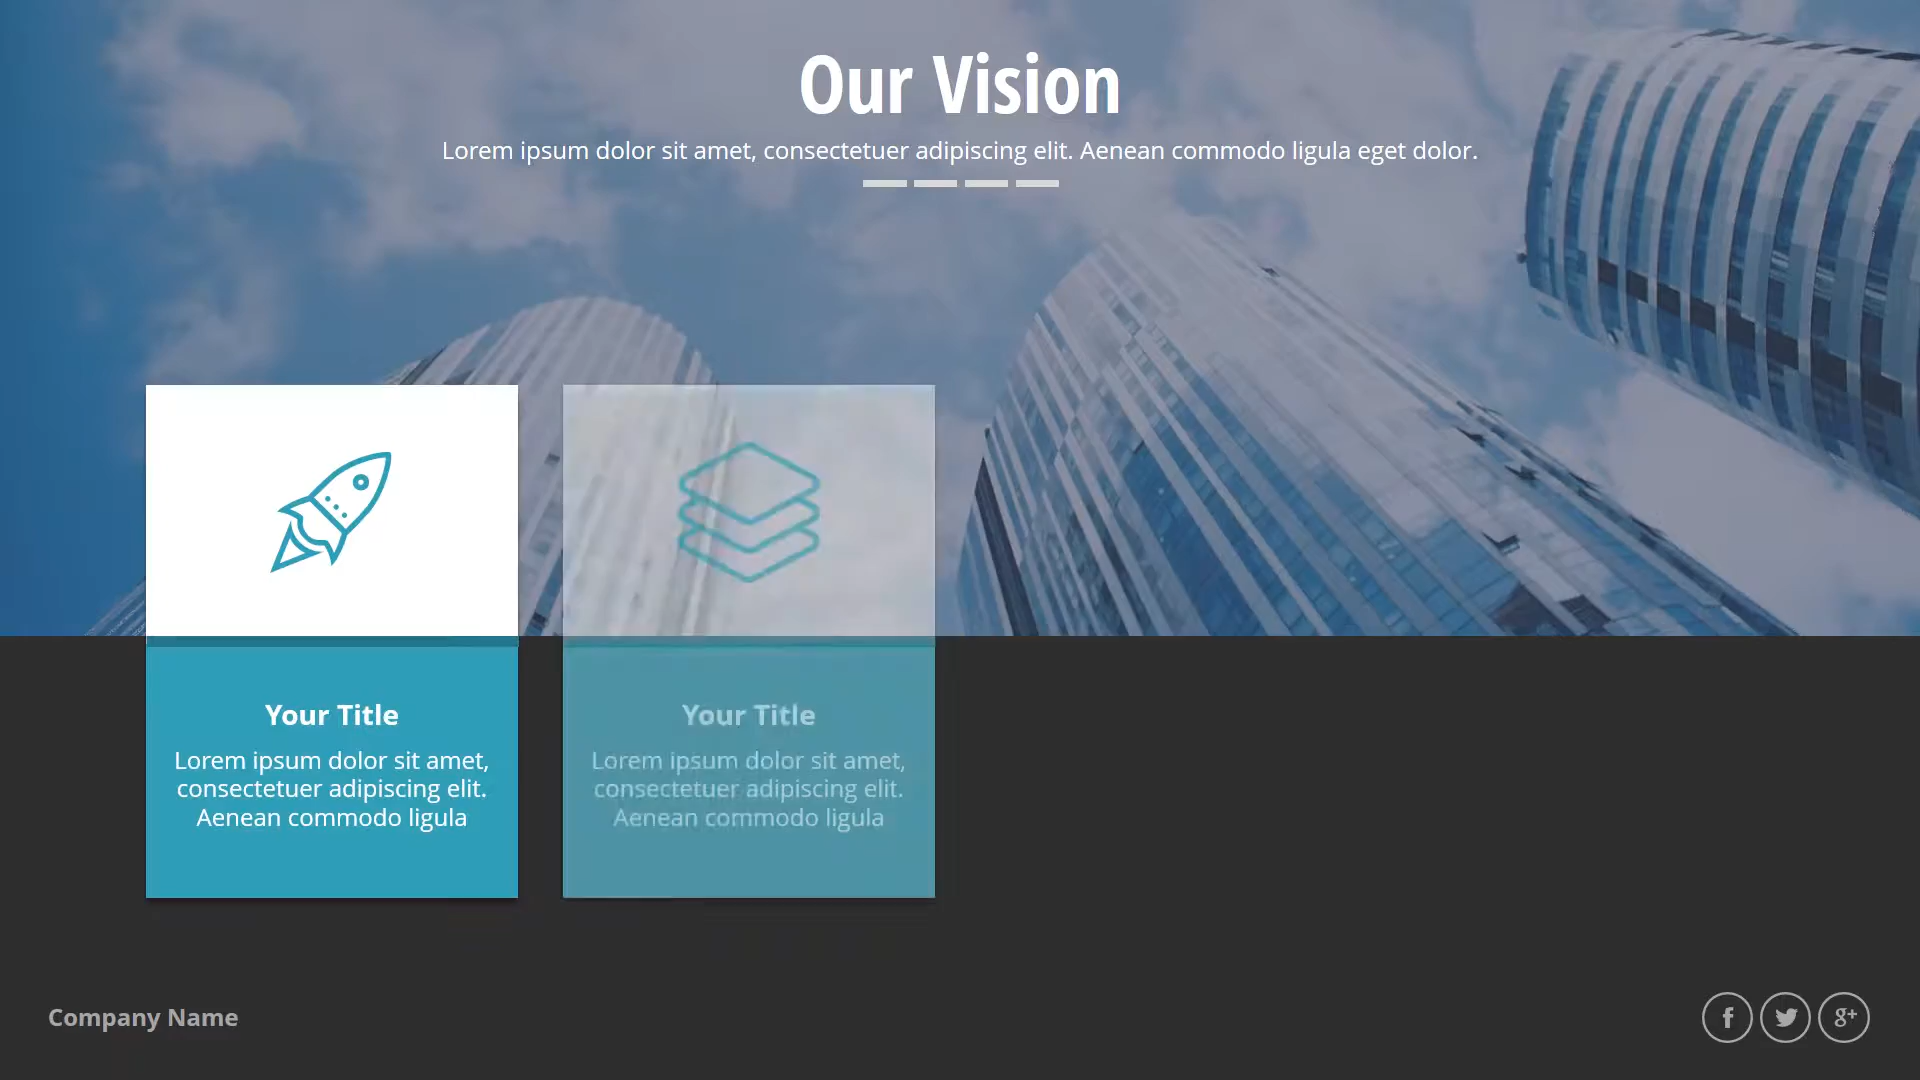 Our Vision
Lorem ipsum dolor sit amet, consectetuer adipiscing elit. Aenean commodo ligula eget dolor.
Your Title
Lorem ipsum dolor sit amet,
consectetuer adipiscing elit.
Aenean commodo ligula
Your Title
Lorem ipsum dolor sit amet,
consectetuer adipiscing elit.
Aenean commodo ligula
Company Name
f
g+